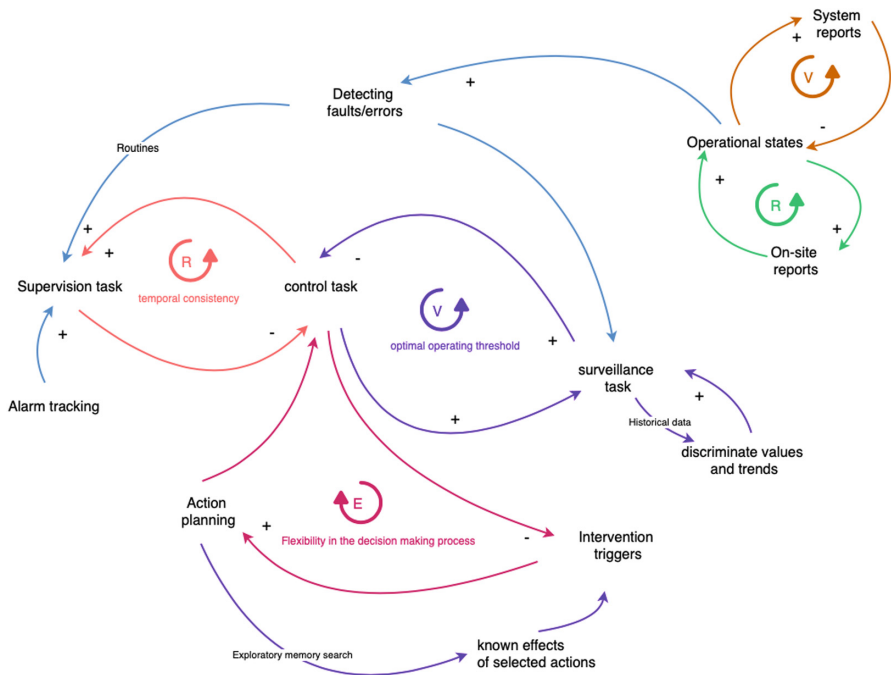 System
reports
+
V
-
Operational states
+
Detecting
faults/errors
+
R
+
On-site
reports
Routines
+
+
R
temporal consistency
-
Supervision task
control task
-
V
optimal operating threshold
+
+
+
Alarm tracking
surveillance
task
+
Historical data
discriminate values
and trends
Action
planning
E
+
Flexibility in the decision making process
-
Intervention
triggers
Exploratory memory search
known effects
of selected actions